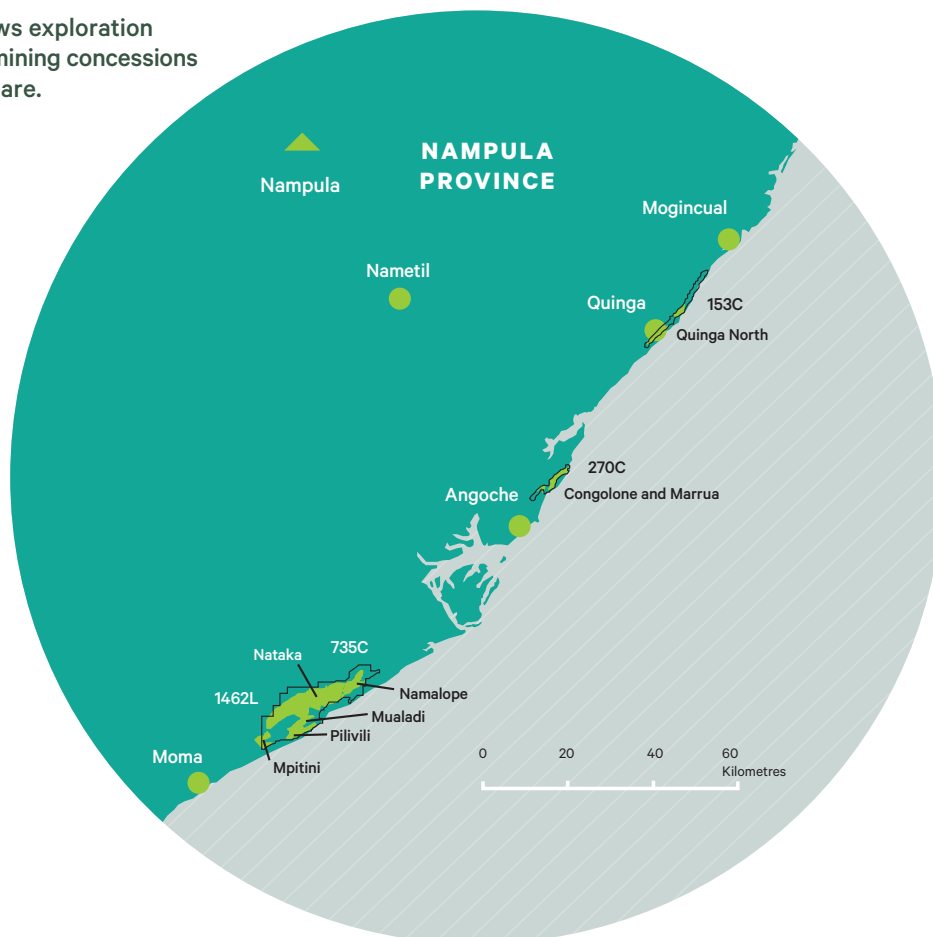 ws exploration
mining concessions
are.
NAMPULA
PROVINCE
Nampula
Mogincual
Nametil
Quinga
153C
Quinga North
270C
Congolone and Marrua
Angoche
735C
Nataka
1462L
Namalope
Mualadi
Pilivili
Moma
Mpitini
0 20 40 60
Kilometres